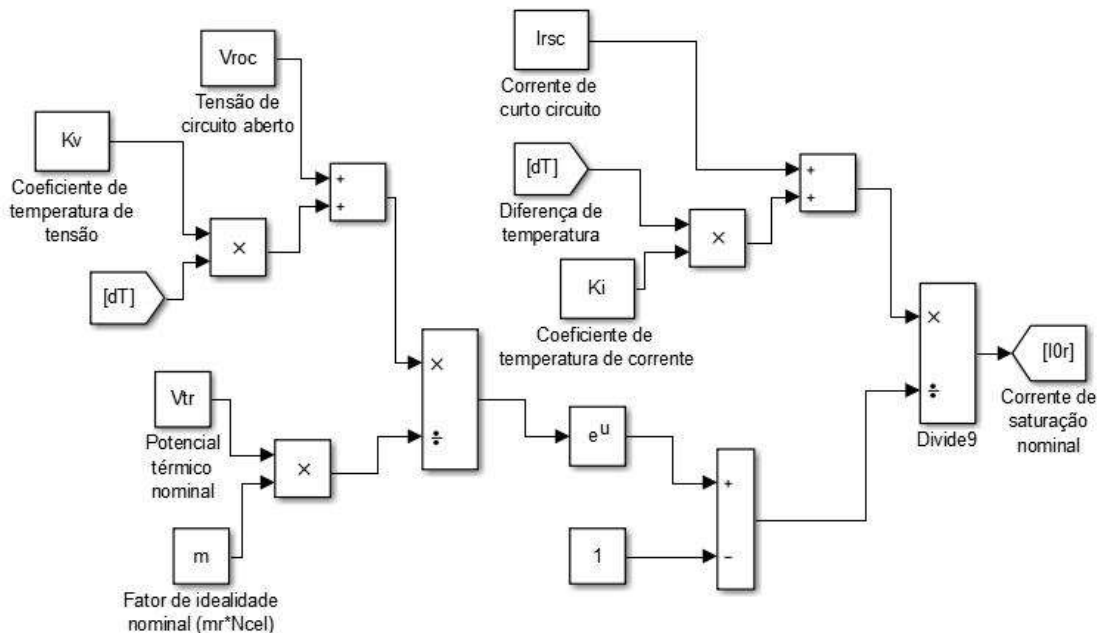 Vroc
Tensão de
circuito aberto
Kv
Coeficiente de
temperatura de
tensão
[dT]
×
+
+
Vtr
Potencial
térmico
nominal
m
Fator de idealidade
nominal (mr*Ncel)
×
×
÷
e^u
1
+
−
Irsc
Corrente de
curto circuito
[dT]
Diferença de
temperatura
Ki
Coeficiente de
temperatura de corrente
×
+
+
×
÷
Divide9
[I0r]
Corrente de
saturação
nominal